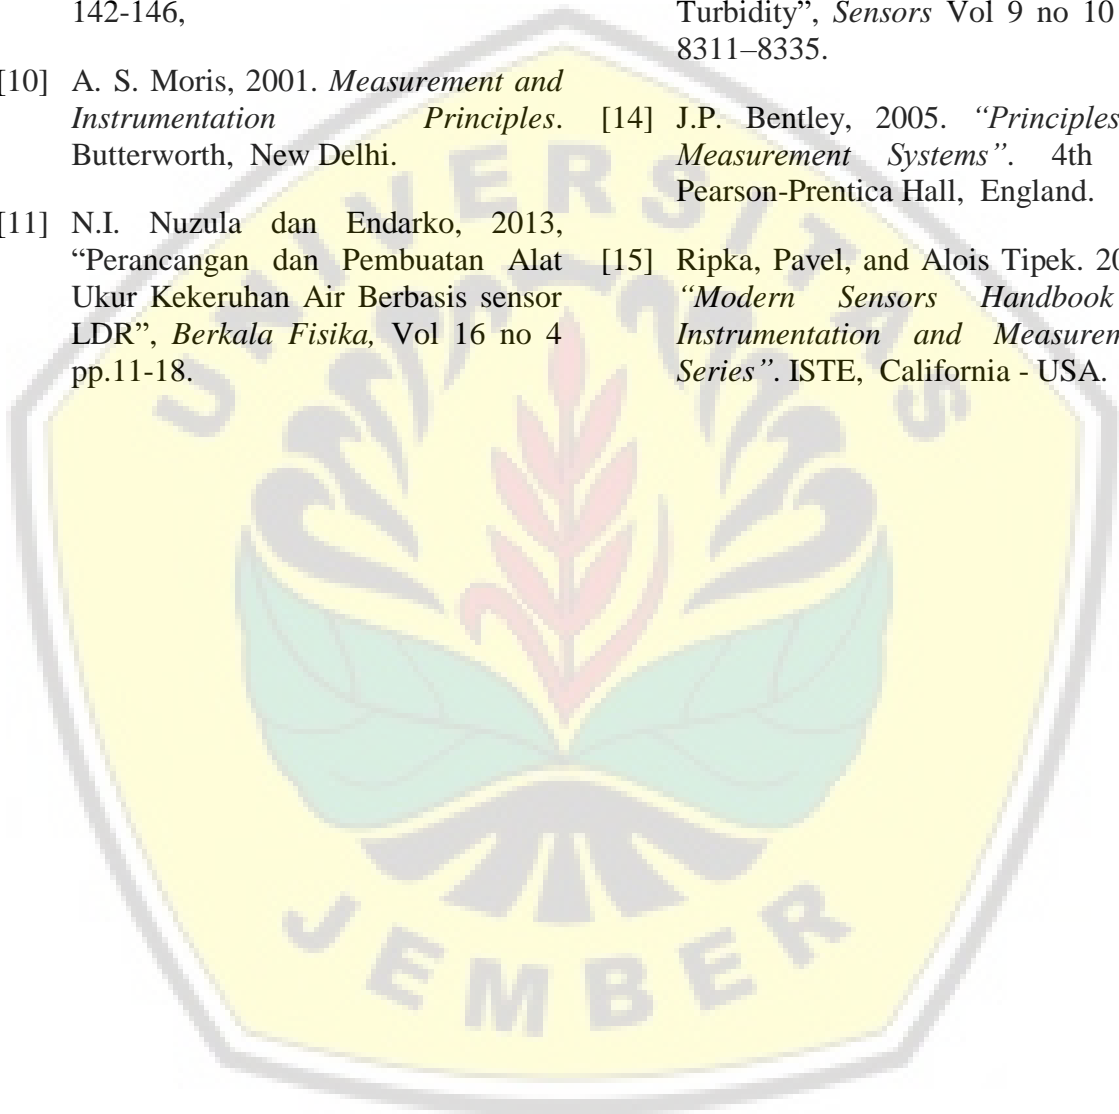 142-146,
[10] A. S. Moris, 2001. Measurement and
Instrumentation Principles.
Butterworth, New Delhi.
[11] N.I. Nuzula dan Endarko, 2013,
“Perancangan dan Pembuatan Alat
Ukur Kekeruhan Air Berbasis sensor
LDR”, Berkala Fisika, Vol 16 no 4
pp.11-18.
Turbidity”, Sensors Vol 9 no 10
8311–8335.
[14] J.P. Bentley, 2005. “Principles
Measurement Systems”. 4th
Pearson-Prentica Hall, England.
[15] Ripka, Pavel, and Alois Tipek. 20
“Modern Sensors Handbook
Instrumentation and Measurem
Series”. ISTE, California - USA.
UNIVERSITAS
JEMBER